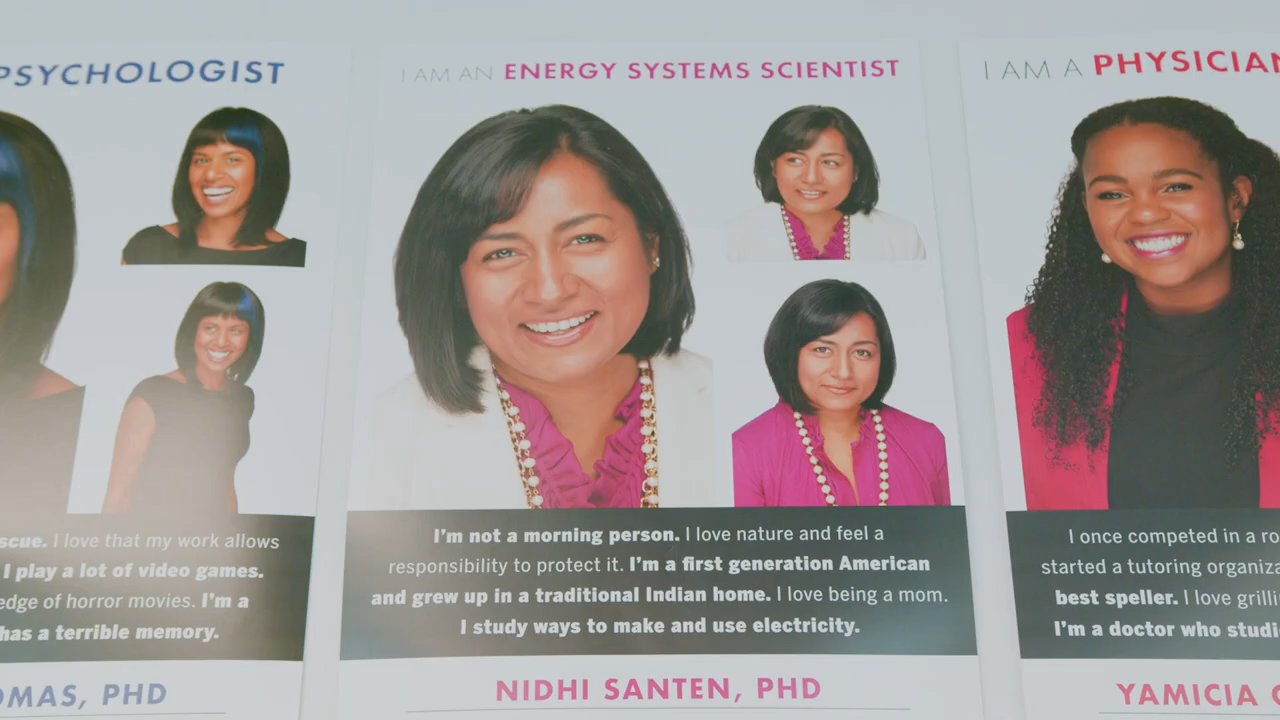 PSYCHOLOGIST
scue. I love that my work allows
I play a lot of video games.
edge of horror movies. I'm a
has a terrible memory.
OMAS, PHD
I AM AN ENERGY SYSTEMS SCIENTIST
I'm not a morning person. I love nature and feel a
responsibility to protect it. I'm a first generation American
and grew up in a traditional Indian home. I love being a mom.
I study ways to make and use electricity.
NIDHI SANTEN, PHD
I AM A PHYSICIAN
I once competed in a ro
started a tutoring organiza
best speller. I love grilli
I'm a doctor who studi
YAMICIA